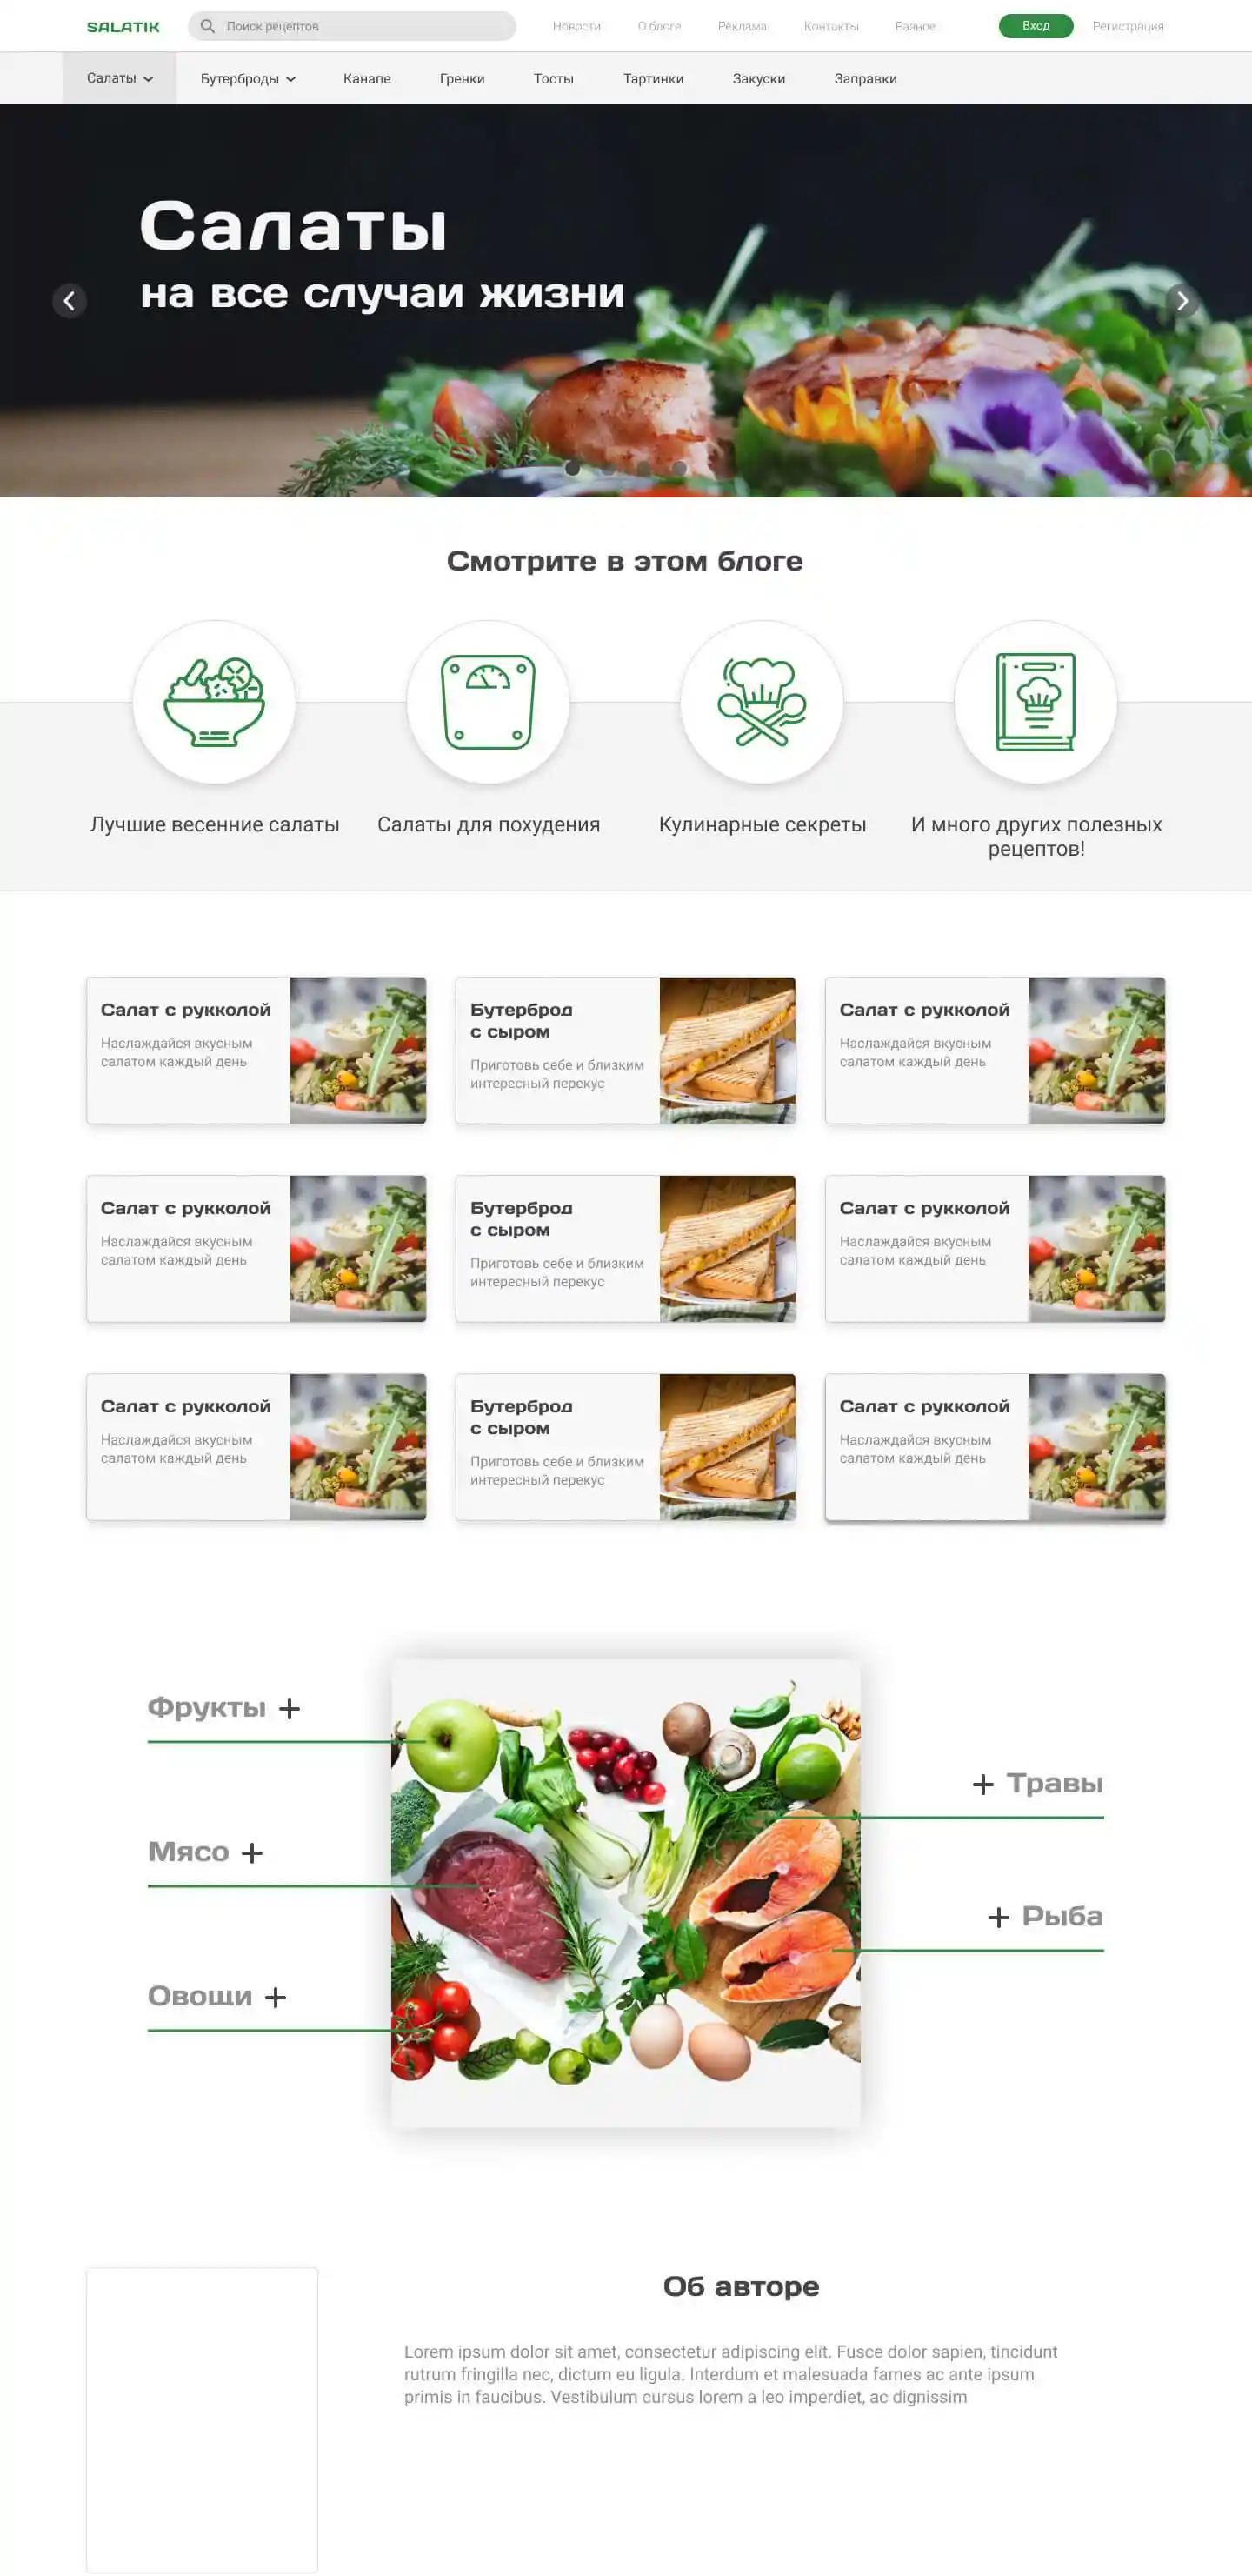 SALATIK Поиск рецептов Новости О блоге Реклама Контакты Разное Вход Регистрация
Салаты Бутерброды Канапе Гренки Тосты Тартинки Закуски Заправки
Салаты
на все случаи жизни
Смотрите в этом блоге
Лучшие весенние салаты
Салаты для похудения
Кулинарные секреты
И много других полезных
рецептов!
Салат с рукколой
Наслаждайся вкусным
салатом каждый день
Бутерброд
с сыром
Приготовь себе и близким
интересный перекус
Салат с рукколой
Наслаждайся вкусным
салатом каждый день
Салат с рукколой
Наслаждайся вкусным
салатом каждый день
Бутерброд
с сыром
Приготовь себе и близким
интересный перекус
Салат с рукколой
Наслаждайся вкусным
салатом каждый день
Салат с рукколой
Наслаждайся вкусным
салатом каждый день
Бутерброд
с сыром
Приготовь себе и близким
интересный перекус
Салат с рукколой
Наслаждайся вкусным
салатом каждый день
Фрукты +
+ Травы
Мясо +
+ Рыба
Овощи +
Об авторе
Lorem ipsum dolor sit amet, consectetur adipiscing elit. Fusce dolor sapien, tincidunt
rutrum fringilla nec, dictum eu ligula. Interdum et malesuada fames ac ante ipsum
primis in faucibus. Vestibulum cursus lorem a leo imperdiet, ac dignissim